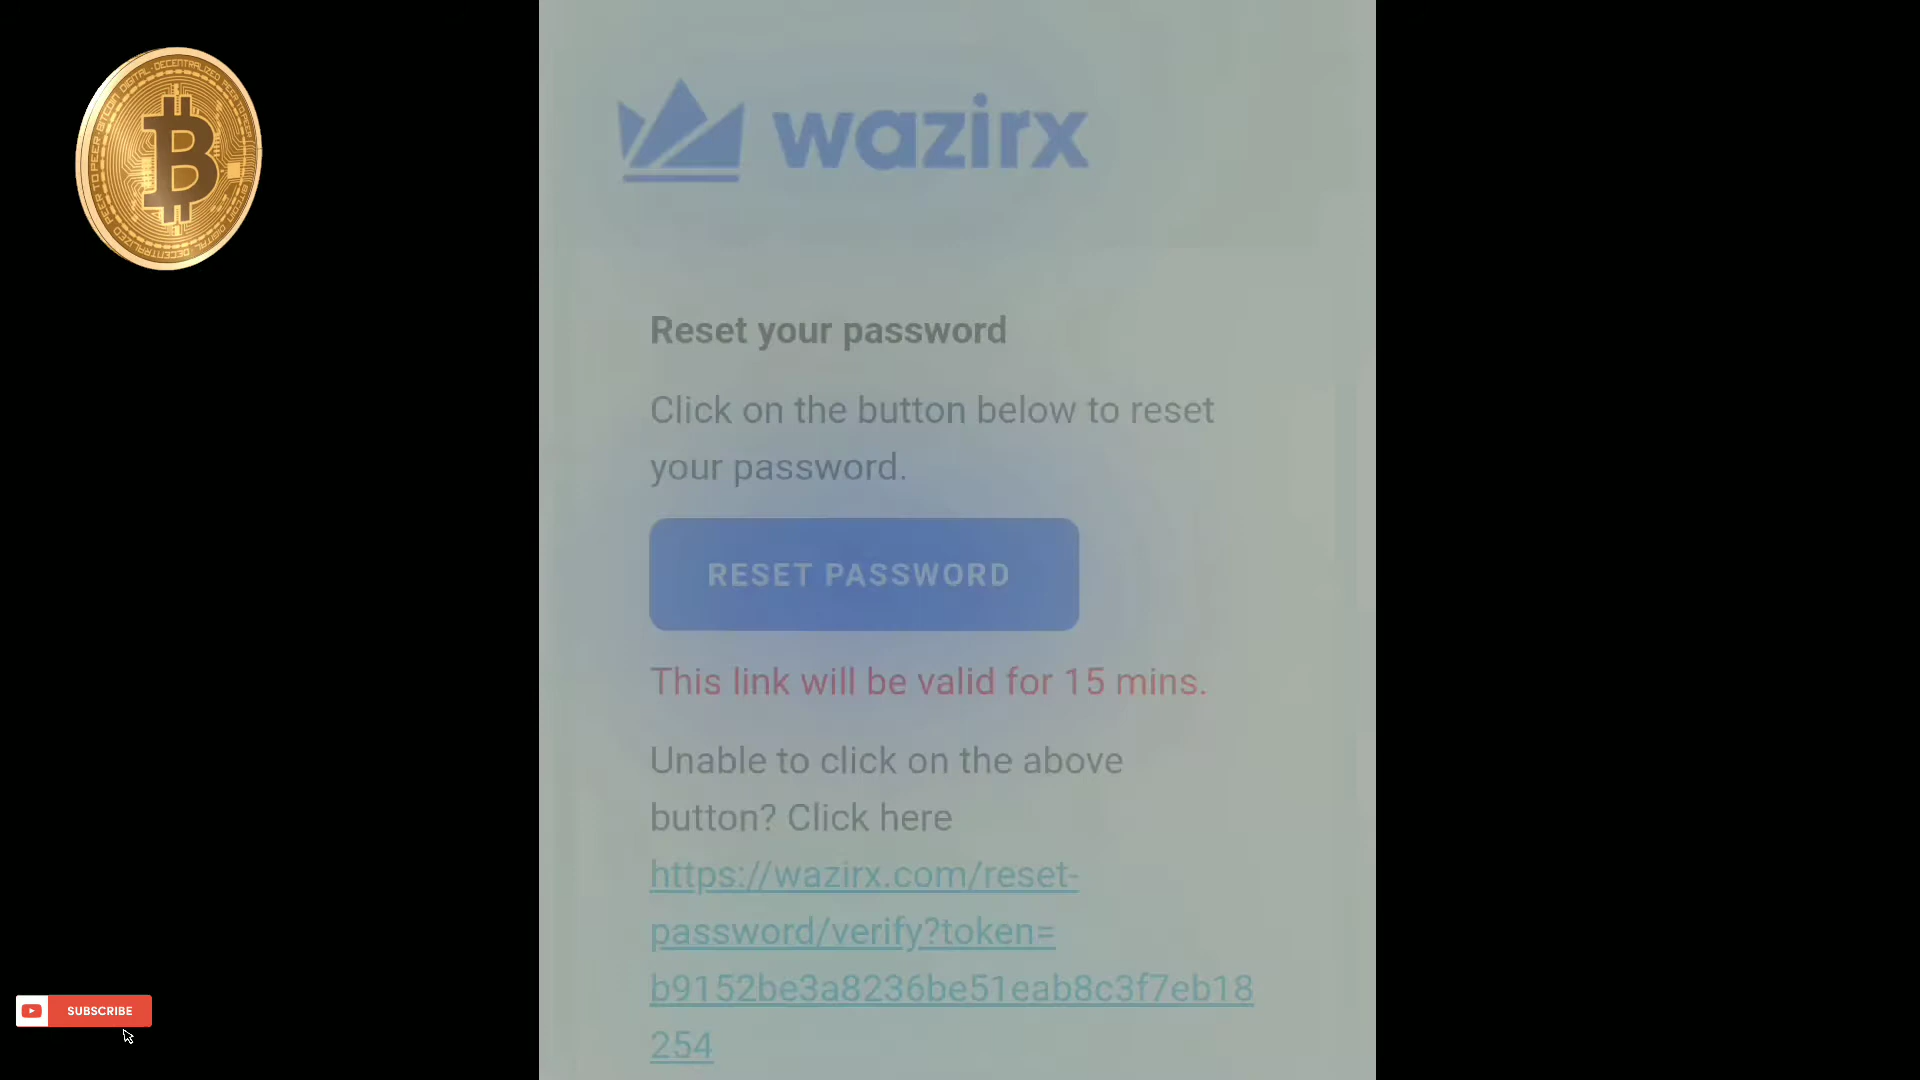 wazirx
Reset your password
Click on the button below to reset
your password.
RESET PASSWORD
This link will be valid for 15 mins.
Unable to click on the above
button? Click here
https://wazirx.com/reset-
password/verify?token=
b9152be3a8236be51eab8c3f7eb18
254
SUBSCRIBE